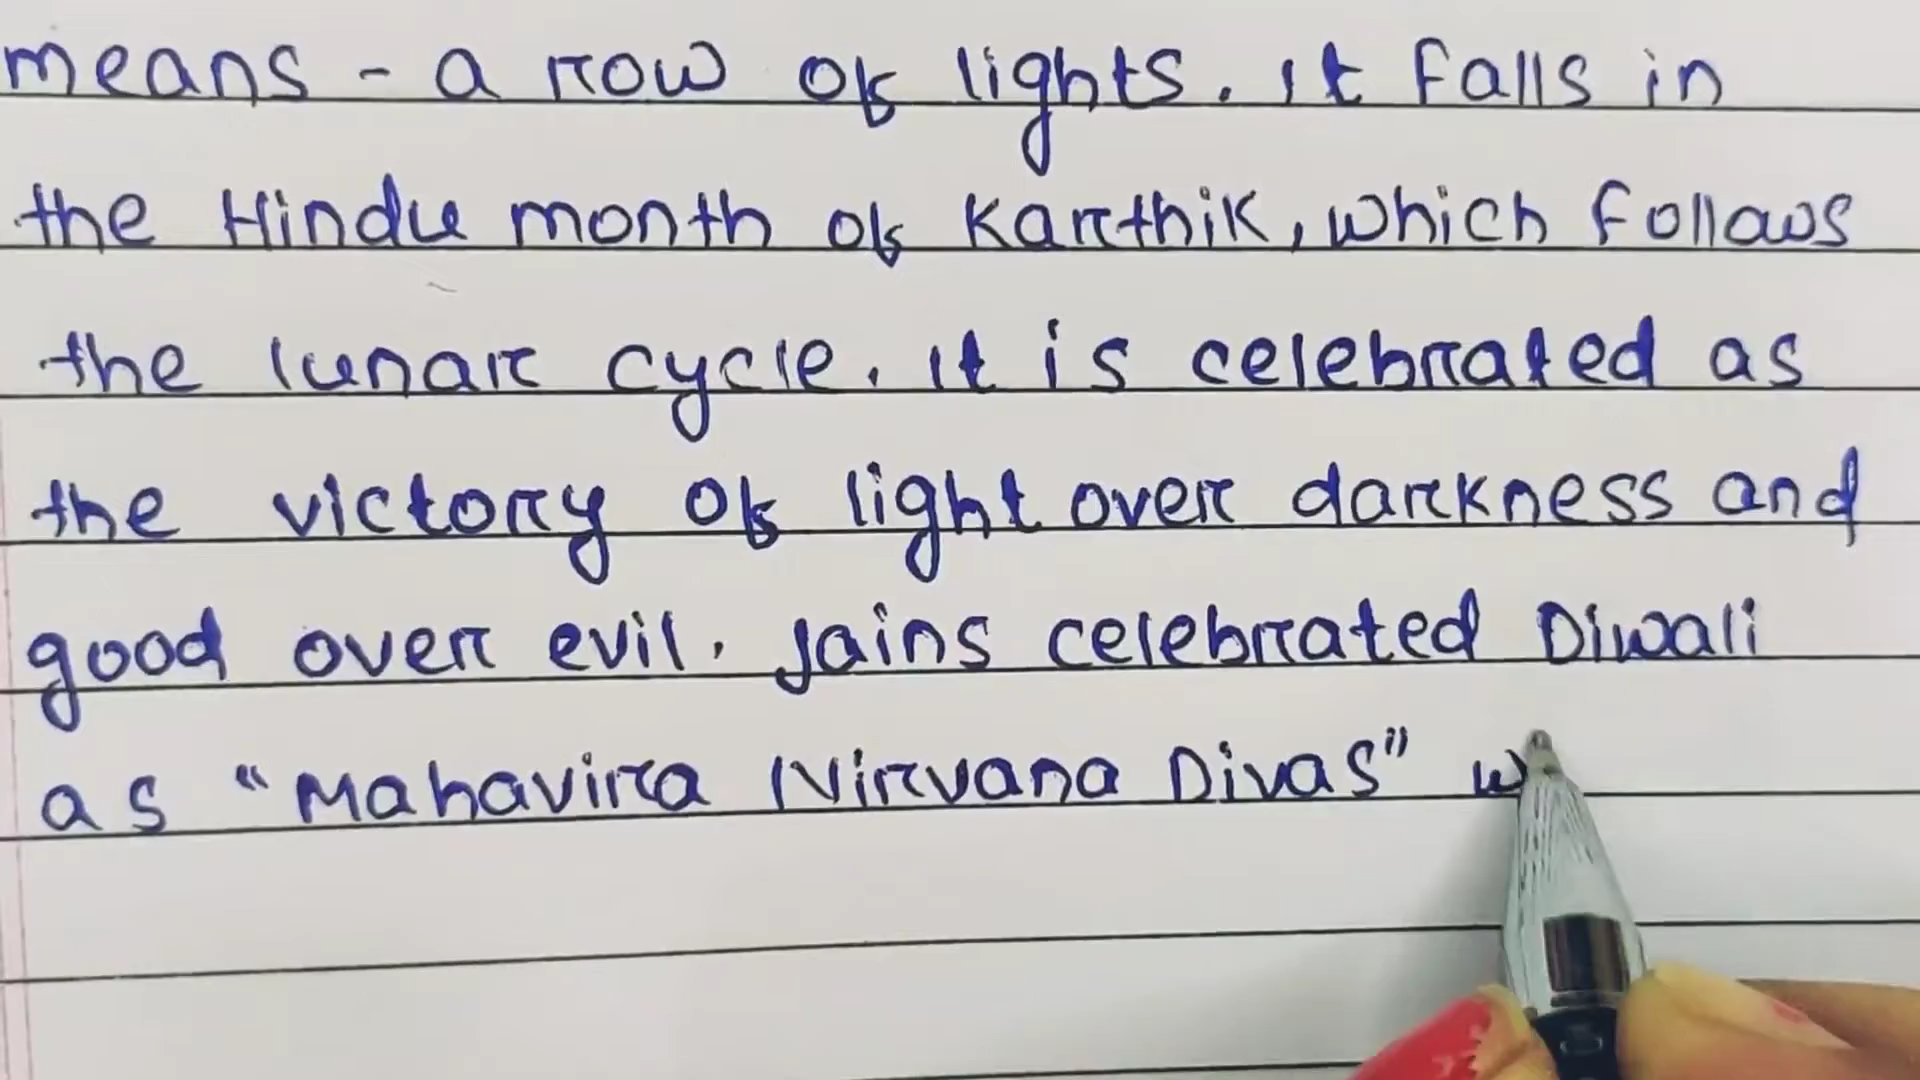 means - a row of lights. It falls in
the Hindu month of Karthik, which follows
the lunar cycle. It is celebrated as
the victory of light over darkness and
good over evil. Jains celebrated Diwali
as "Mahavira Nirvana Divas" w